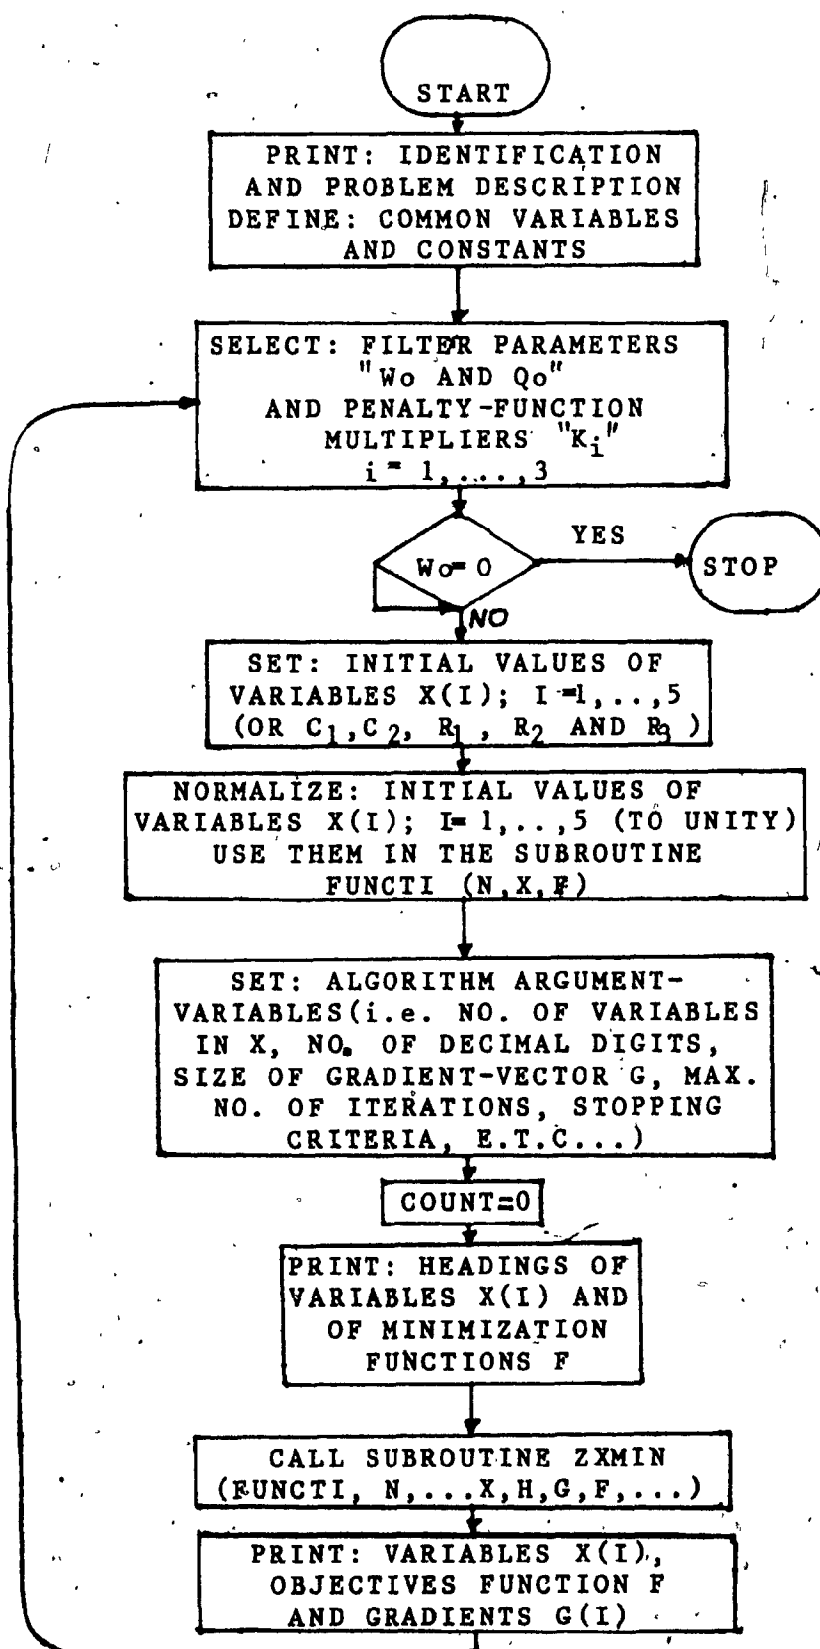 START
PRINT: IDENTIFICATION
AND PROBLEM DESCRIPTION
DEFINE: COMMON VARIABLES
AND CONSTANTS
SELECT: FILTER PARAMETERS
"Wo AND Qo"
AND PENALTY-FUNCTION
MULTIPLIERS "Ki"
i = 1,...,3
Wo=0
YES
STOP
NO
SET: INITIAL VALUES OF
VARIABLES X(I); I=1,..,5
(OR C1,C2, R1, R2 AND R3)
NORMALIZE: INITIAL VALUES OF
VARIABLES X(I); I=1,..,5 (TO UNITY)
USE THEM IN THE SUBROUTINE
FUNCTI (N,X,F)
SET: ALGORITHM ARGUMENT-
VARIABLES(i.e. NO. OF VARIABLES
IN X, NO. OF DECIMAL DIGITS,
SIZE OF GRADIENT-VECTOR G, MAX.
NO. OF ITERATIONS, STOPPING
CRITERIA, E.T.C...)
COUNT=0
PRINT: HEADINGS OF
VARIABLES X(I) AND
OF MINIMIZATION
FUNCTIONS F
CALL SUBROUTINE ZXMIN
(FUNCTI, N,...X,H,G,F,...)
PRINT: VARIABLES X(I),
OBJECTIVES FUNCTION F
AND GRADIENTS G(I)